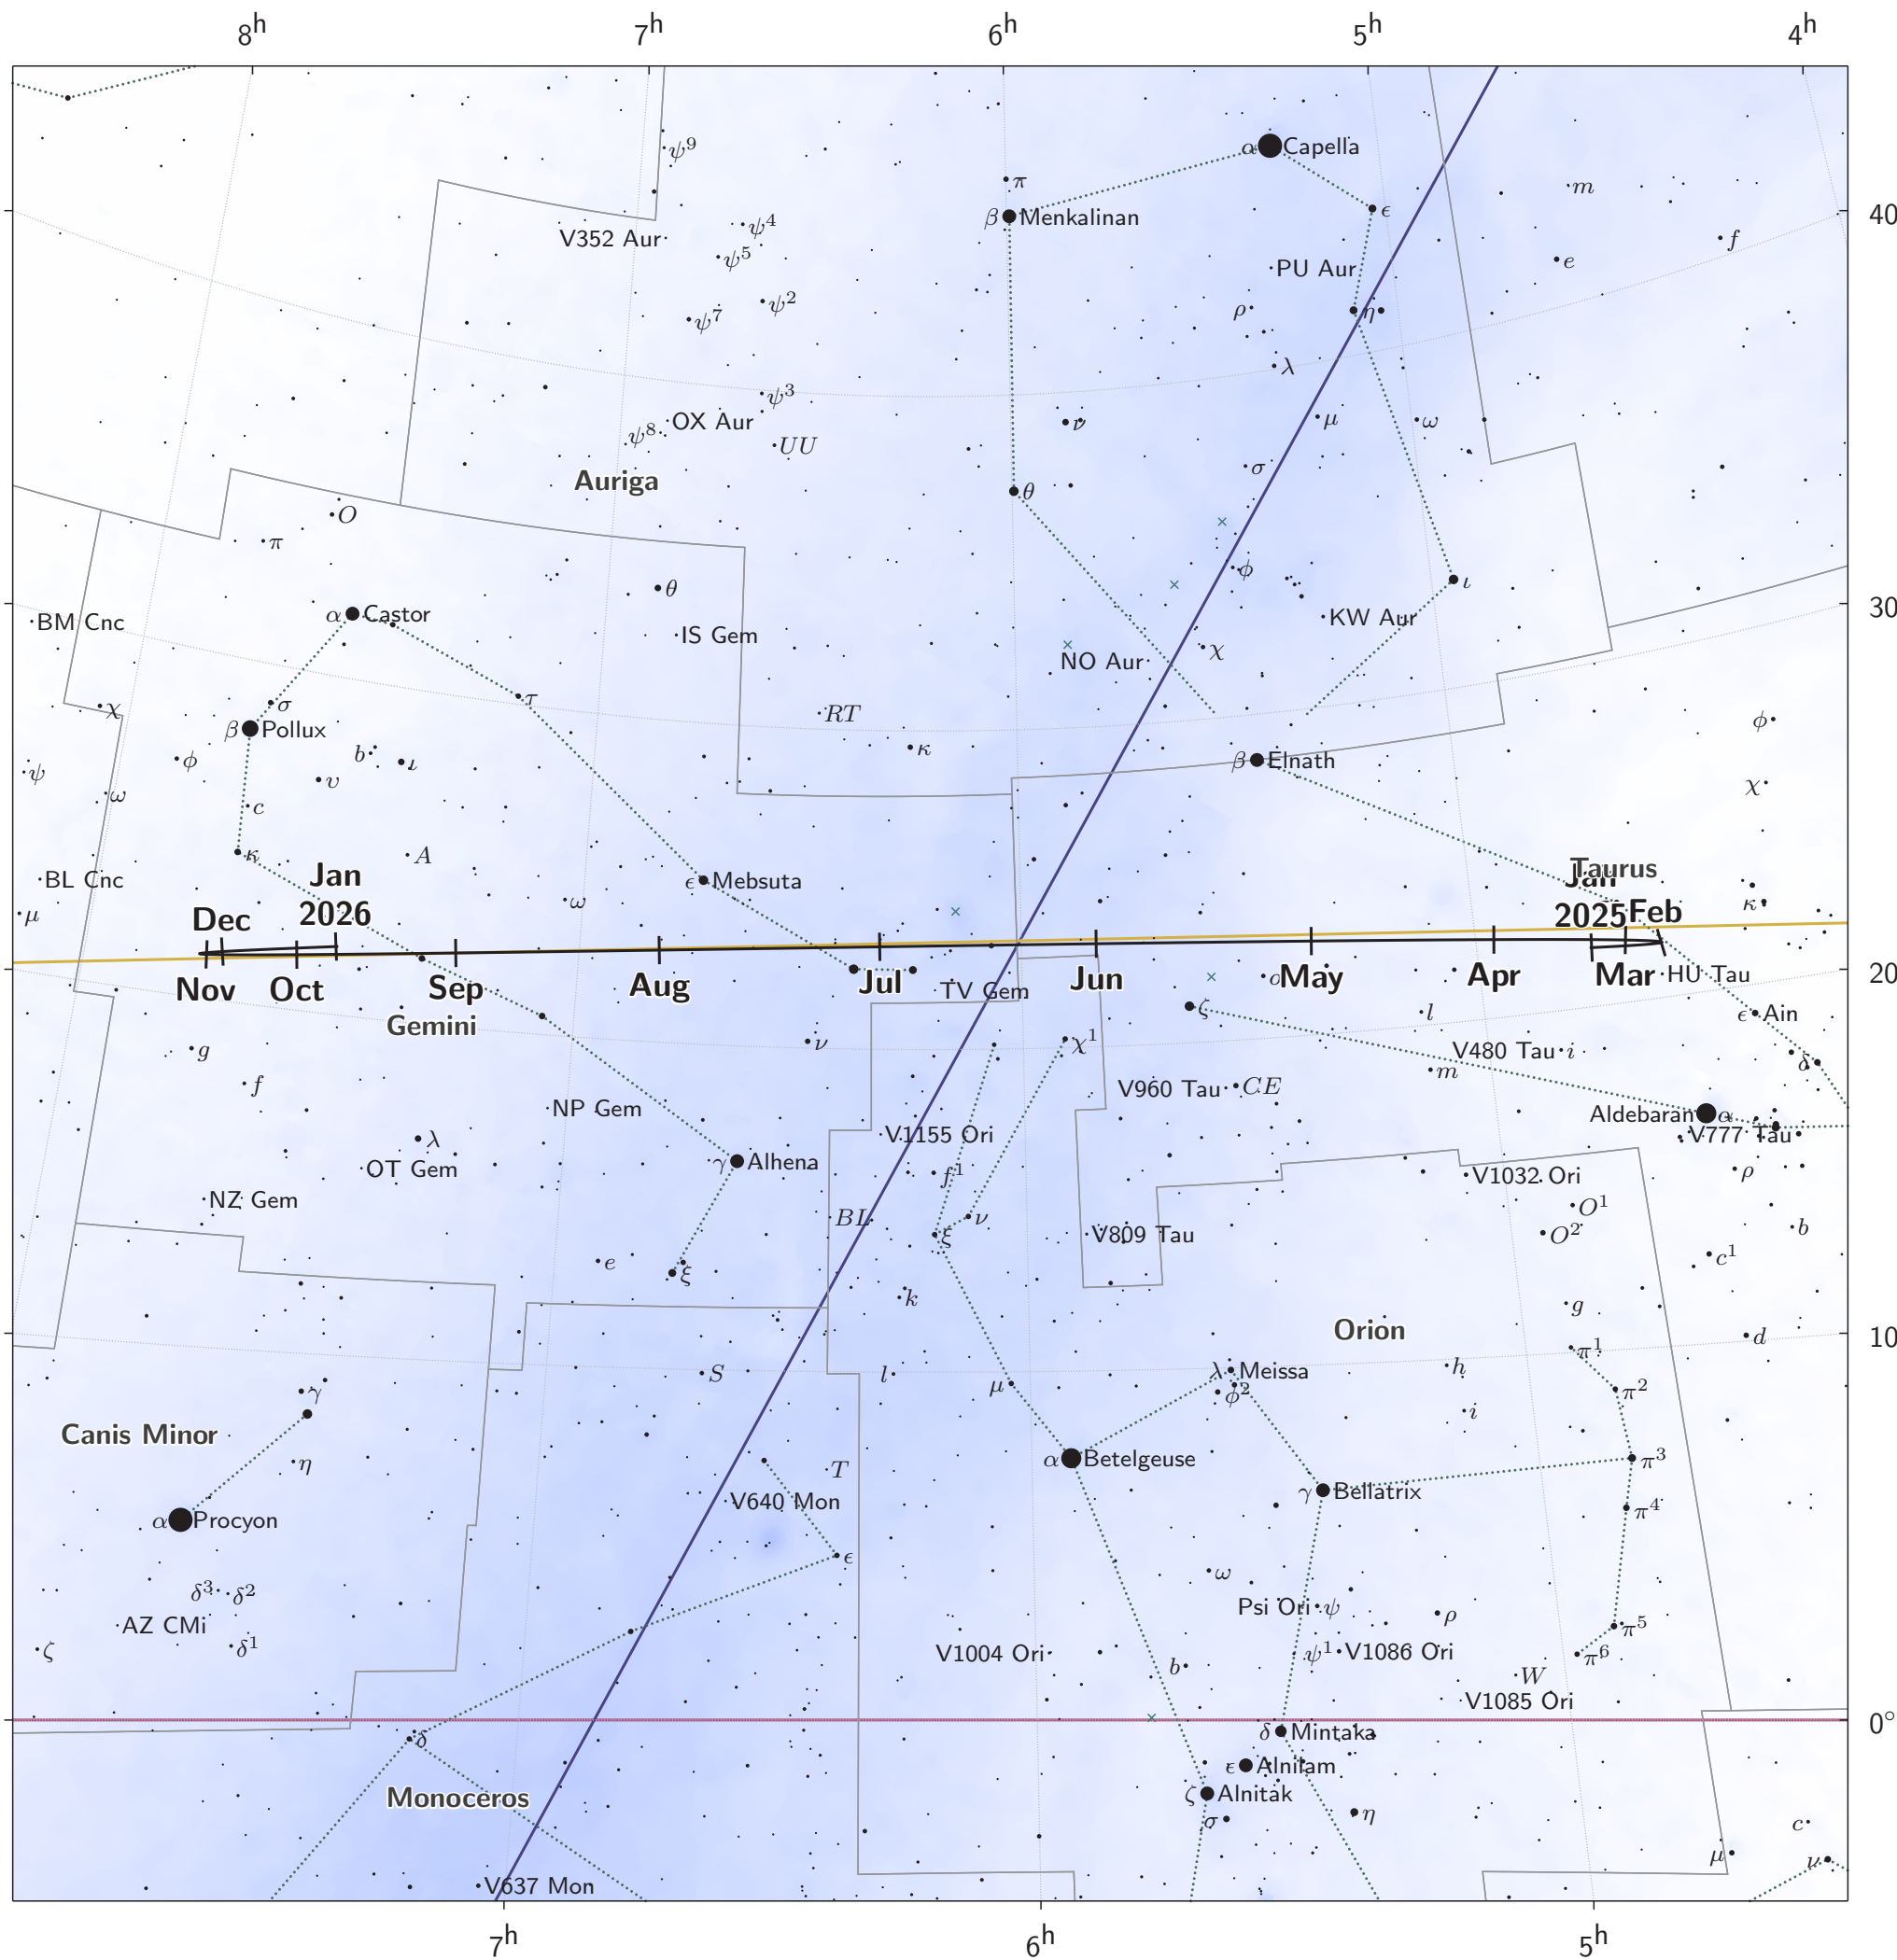 8h 7h 6h 5h 4h
ψ9
α Capella
π
m
β Menkalinan
ϵ
40
V352 Aur
ψ4
f
ψ5
PU Aur
e
ψ2
ρ
η
ψ7
λ
ψ3
OX Aur
ν
μ
ω
ψ8
UU
σ
Auriga
θ
O
π
ϕ
θ
ι
30
BM Cnc
α Castor
KW Aur
IS Gem
χ
NO Aur
σ
τ
χ
RT
ϕ
β Pollux
κ
b
ι
ϕ
β Elnath
ψ
υ
χ
ω
c
κ
A
Taurus
Jan
Jan
BL Cnc
ϵ Mebsuta
2026
ω
κ
μ
Dec
2025
Feb
20
Nov
Oct
Sep
Aug
Jul
TV Gem
Jun
o
May
Apr
Mar
HU Tau
Gemini
ζ
l
ϵ Ain
g
ν
χ1
V480 Tau
i
δ
f
m
NP Gem
V960 Tau
CE
Aldebaran
α
λ
V1155 Ori
V777 Tau
OT Gem
γ Alhena
f1
V1032 Ori
ρ
NZ Gem
O1
BL
ν
b
ξ
V809 Tau
O2
e
c1
ξ
k
g
Orion
d
10
π1
S
l
λ Meissa
h
γ
μ
ϕ2
π2
Canis Minor
i
η
T
α Betelgeuse
π3
V640 Mon
γ Bellatrix
π4
α Procyon
ϵ
ω
δ3
δ2
Psi Ori
ψ
ρ
AZ CMi
π5
ζ
δ1
V1004 Ori
ψ1
V1086 Ori
π6
b
W
V1085 Ori
0°
δ
δ Mintaka
ϵ Alnilam
Monoceros
ζ Alnitak
σ
η
c
μ
ν
V637 Mon
7h 6h 5h